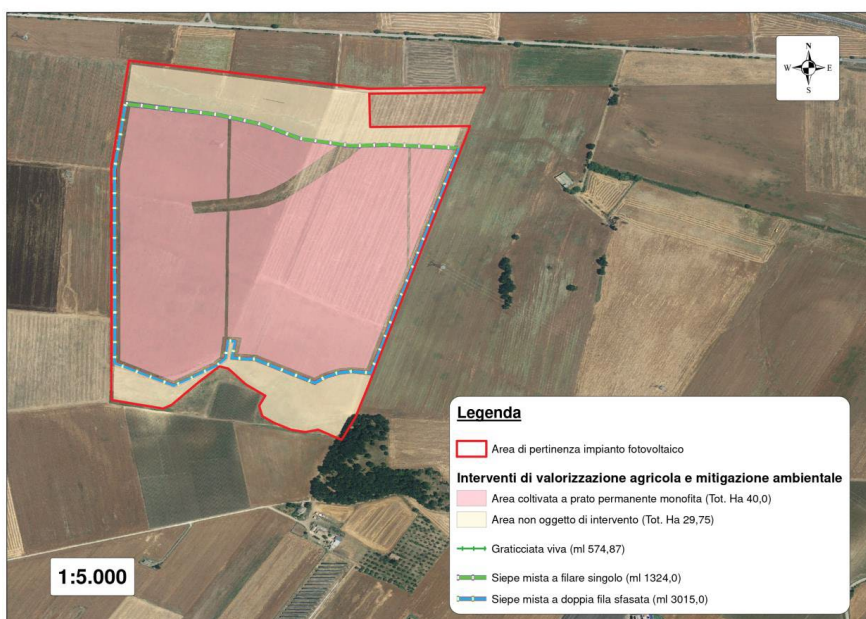 N
W E
S
Legenda
Area di pertinenza impianto fotovoltaico
Interventi di valorizzazione agricola e mitigazione ambientale
Area coltivata a prato permanente monofita (Tot. Ha 40,0)
Area non oggetto di intervento (Tot. Ha 29,75)
Graticciata viva (ml 574,87)
Siepe mista a filare singolo (ml 1324,0)
Siepe mista a doppia fila sfasata (ml 3015,0)
1:5.000